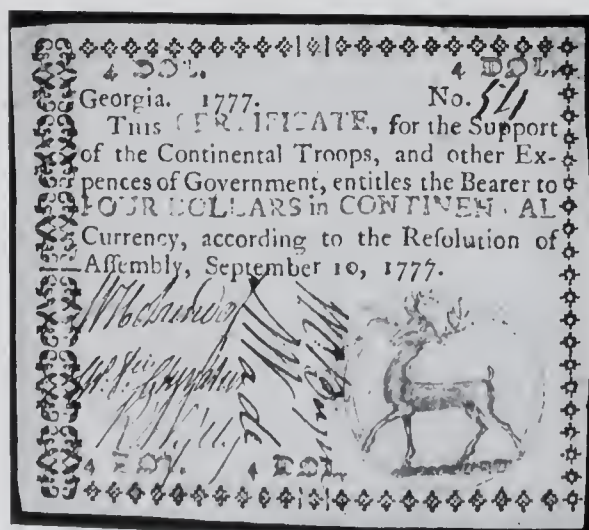 4 DOL. 4 DOL.
Georgia. 1777. No.
This CERTIFICATE, for the Support
of the Continental Troops, and other Ex-
pences of Government, entitles the Bearer to
FOUR DOLLARS in CONTINENTAL
Currency, according to the Resolution of
Assembly, September 10, 1777.
4 DOL. 4 DOL.